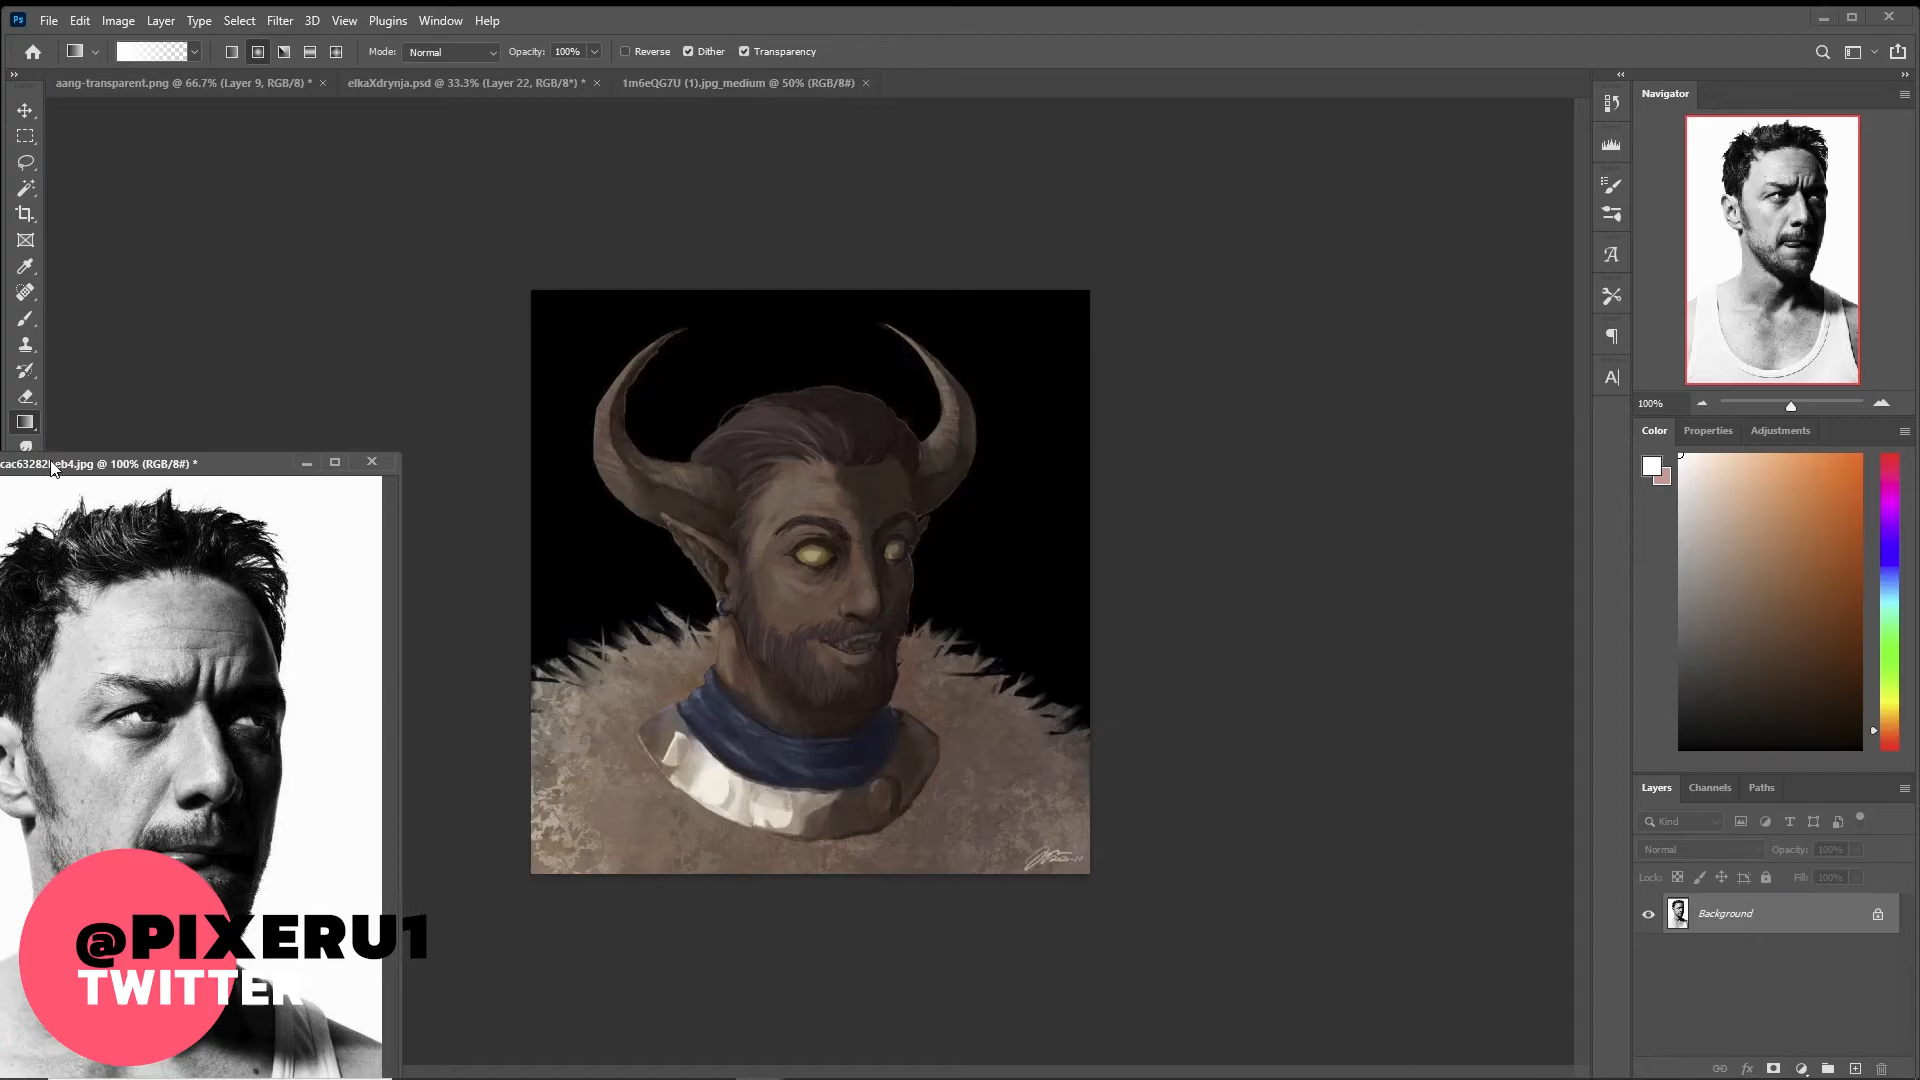 Ps File Edit Image Layer Type Select Filter 3D View Plugins Window Help
Mode: Normal Opacity: 100% Reverse Dither Transparency
aang-transparent.png @ 66.7% (Layer 9, RGB/8) * elkaXdrynja.psd @ 33.3% (Layer 22, RGB/8*) * 1m6eQG7U (1).jpg_medium @ 50% (RGB/8#)
Navigator
100%
Color Properties Adjustments
@ 100% (RGB/8#) *
Layers Channels Paths
Kind
Normal Opacity: 100%
Lock: Fill: 100%
Background
@PIXERU1
TWITTER